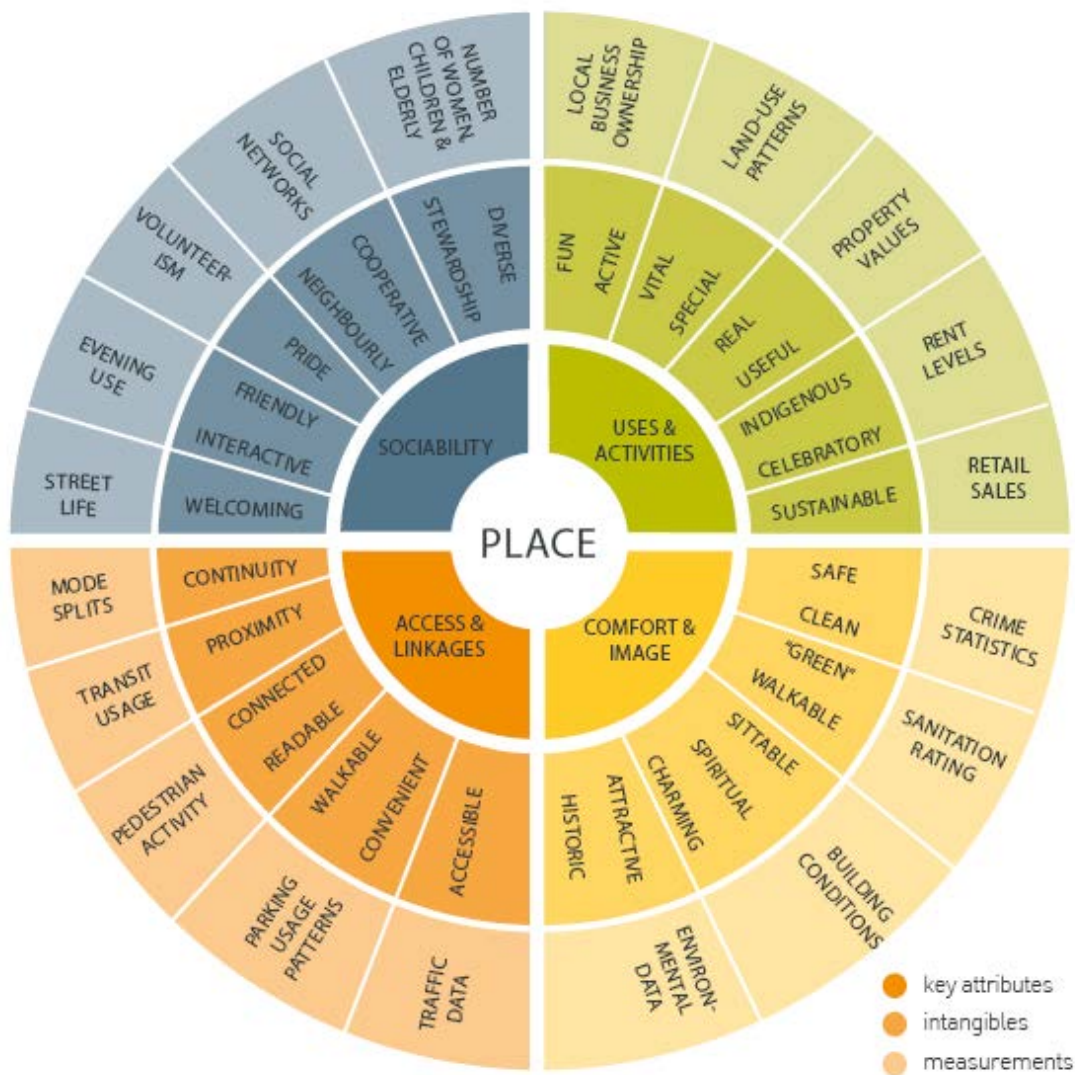 PLACE
SOCIABILITY
USES &
ACTIVITIES
ACCESS &
LINKAGES
COMFORT &
IMAGE
DIVERSE
STEWARDSHIP
COOPERATIVE
NEIGHBOURLY
PRIDE
FRIENDLY
INTERACTIVE
WELCOMING
FUN
ACTIVE
VITAL
SPECIAL
REAL
USEFUL
INDIGENOUS
CELEBRATORY
SUSTAINABLE
CONTINUITY
PROXIMITY
CONNECTED
READABLE
WALKABLE
CONVENIENT
ACCESSIBLE
SAFE
CLEAN
"GREEN"
WALKABLE
SITTABLE
SPIRITUAL
CHARMING
ATTRACTIVE
HISTORIC
NUMBER
OF WOMEN,
CHILDREN &
ELDERLY
SOCIAL
NETWORKS
VOLUNTEER-
ISM
EVENING
USE
STREET
LIFE
LOCAL
BUSINESS
OWNERSHIP
LAND-USE
PATTERNS
PROPERTY
VALUES
RENT
LEVELS
RETAIL
SALES
MODE
SPLITS
TRANSIT
USAGE
PEDESTRIAN
ACTIVITY
PARKING
USAGE
PATTERNS
TRAFFIC
DATA
CRIME
STATISTICS
SANITATION
RATING
BUILDING
CONDITIONS
ENVIRON-
MENTAL
DATA
key attributes
intangibles
measurements